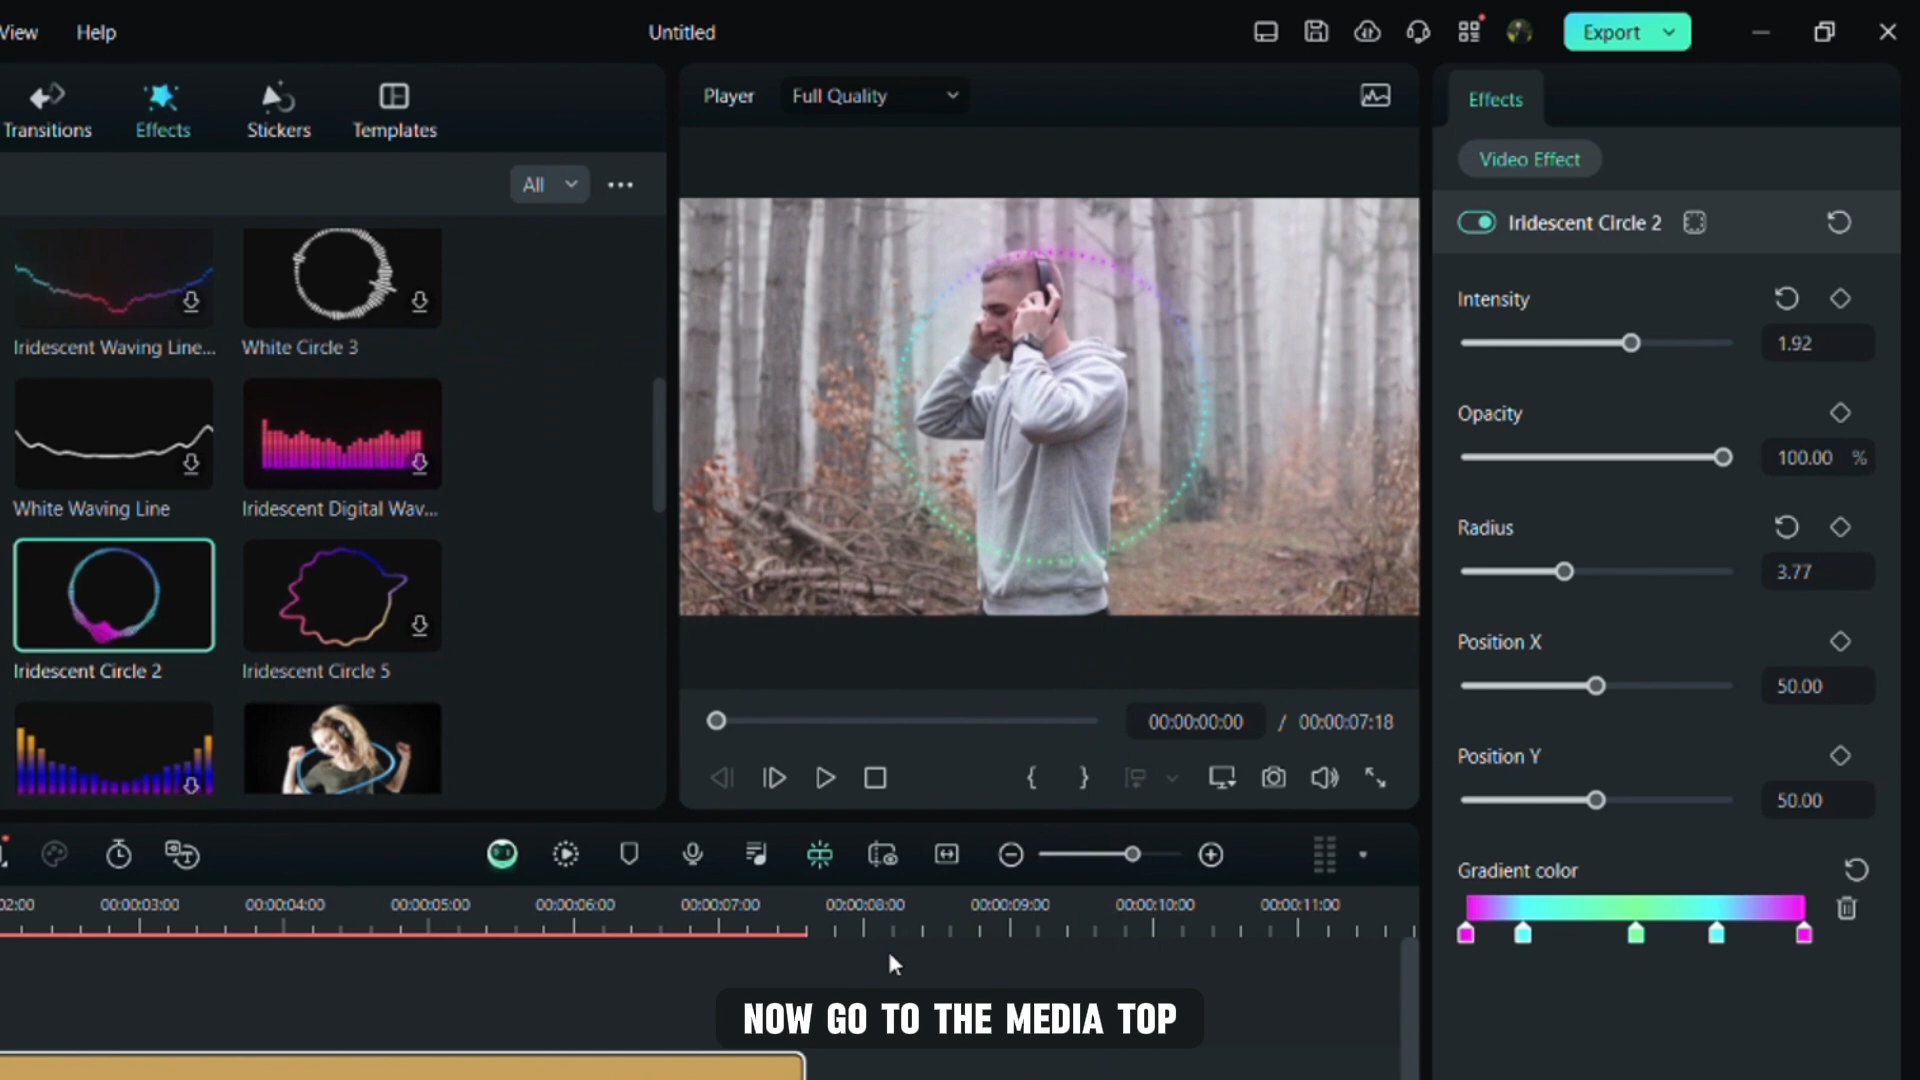 View Help Untitled Export
Transitions Effects Stickers Templates
All
Iridescent Waving Line... White Circle 3
White Waving Line Iridescent Digital Wav...
Iridescent Circle 2 Iridescent Circle 5
Player Full Quality
00:00:00:00 / 00:00:07:18
Effects
Video Effect
Iridescent Circle 2
Intensity
1.92
Opacity
100.00 %
Radius
3.77
Position X
50.00
Position Y
50.00
Gradient color
02:00 00:00:03:00 00:00:04:00 00:00:05:00 00:00:06:00 00:00:07:00 00:00:08:00 00:00:09:00 00:00:10:00 00:00:11:00
NOW GO TO THE MEDIA TOP